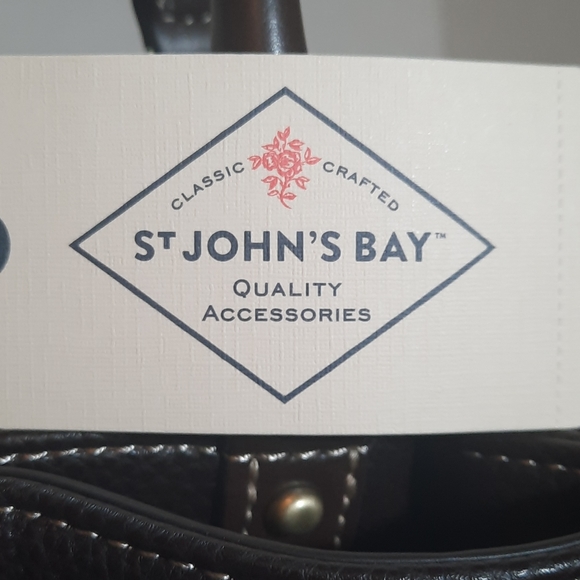 CLASSIC CRAFTED
ST JOHN'S BAY™
QUALITY
ACCESSORIES